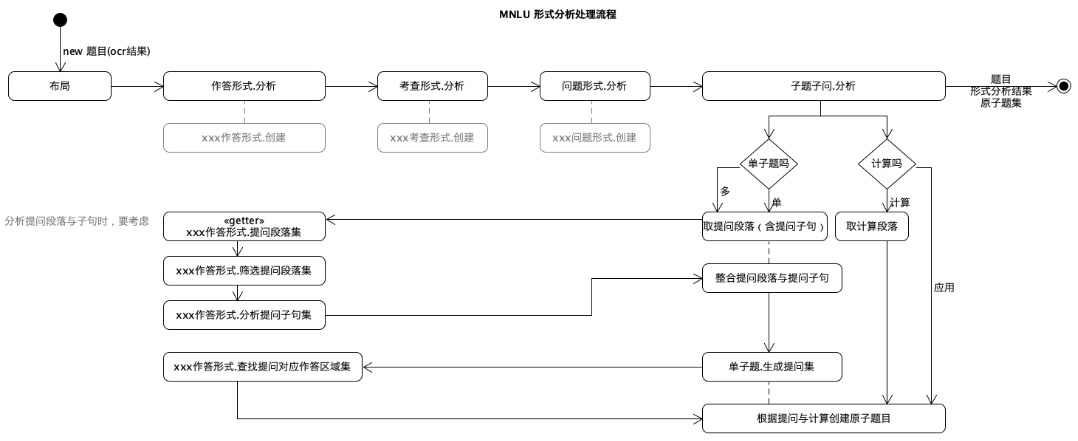 MNLU 形式分析处理流程
new 题目(ocr结果)
布局
作答形式.分析
考查形式.分析
问题形式.分析
子题子问.分析
题目
形式分析结果
原子题集
xxx作答形式.创建
xxx考查形式.创建
xxx问题形式.创建
单子题吗
计算吗
多
单
计算
分析提问段落与子句时，要考虑
«getter»
xxx作答形式.提问段落集
取提问段落（含提问子句）
取计算段落
xxx作答形式.筛选提问段落集
整合提问段落与提问子句
应用
xxx作答形式.分析提问子句集
xxx作答形式.查找提问对应作答区域集
单子题.生成提问集
根据提问与计算创建原子题目